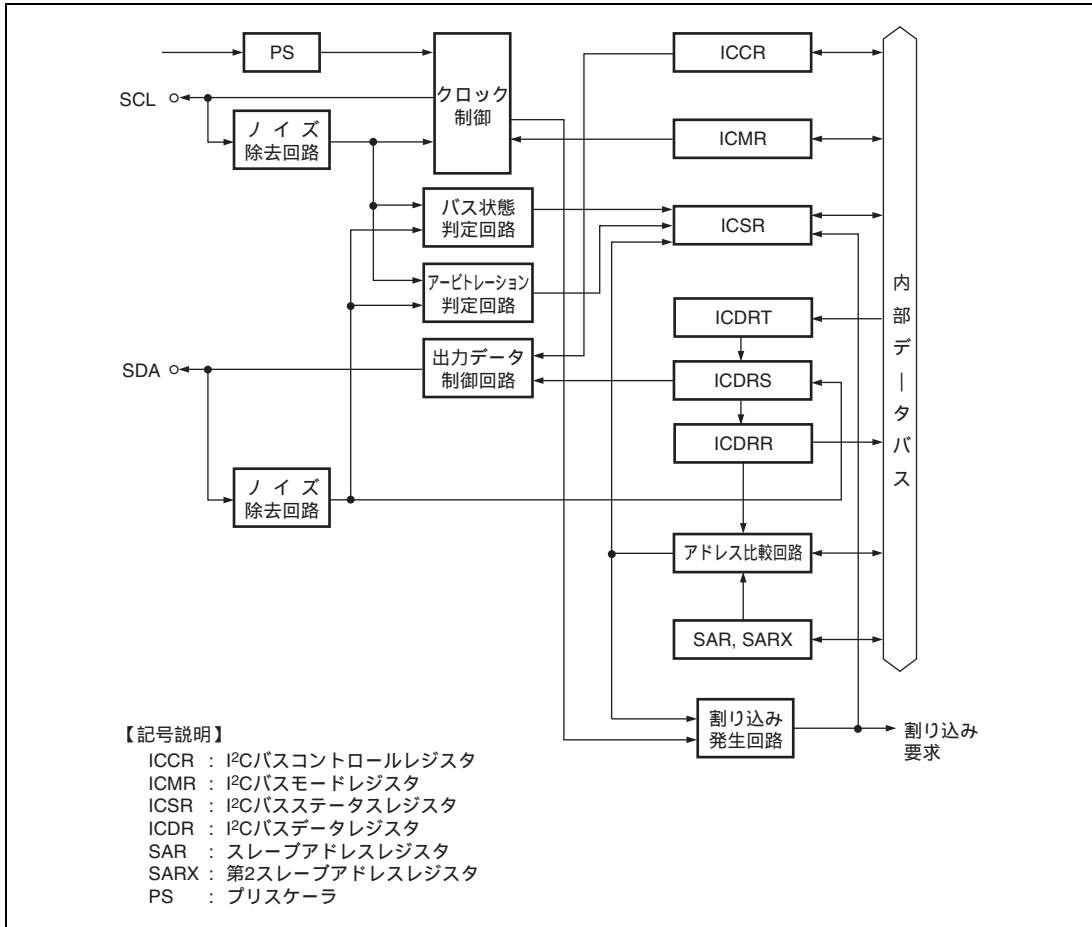 PS
ICCR
SCL
クロック
制御
ノイズ
除去回路
ICMR
バス状態
判定回路
ICSR
アービトレーション
判定回路
ICDRT
内部データバス
出力データ
制御回路
SDA
ICDRS
ICDRR
ノイズ
除去回路
アドレス比較回路
SAR, SARX
割り込み
発生回路
割り込み
要求
【記号説明】
ICCR : I²Cバスコントロールレジスタ
ICMR : I²Cバスモードレジスタ
ICSR : I²Cバスステータスレジスタ
ICDR : I²Cバスデータレジスタ
SAR : スレーブアドレスレジスタ
SARX : 第2スレーブアドレスレジスタ
PS : プリスケーラ